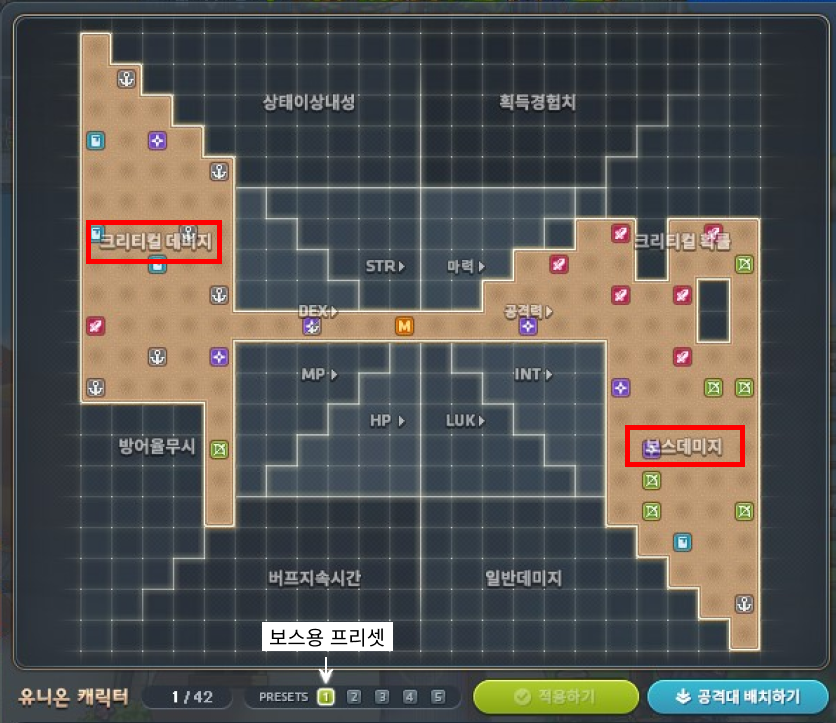 상태이상내성 획득경험치
크리티컬 데미지 크리티컬 확률
STR 마력
DEX 공격력
M
MP INT
HP LUK
방어율무시 보스데미지
버프지속시간 일반데미지
보스용 프리셋
유니온 캐릭터 1 / 42 PRESETS 1 2 3 4 5 적용하기 공격대 배치하기